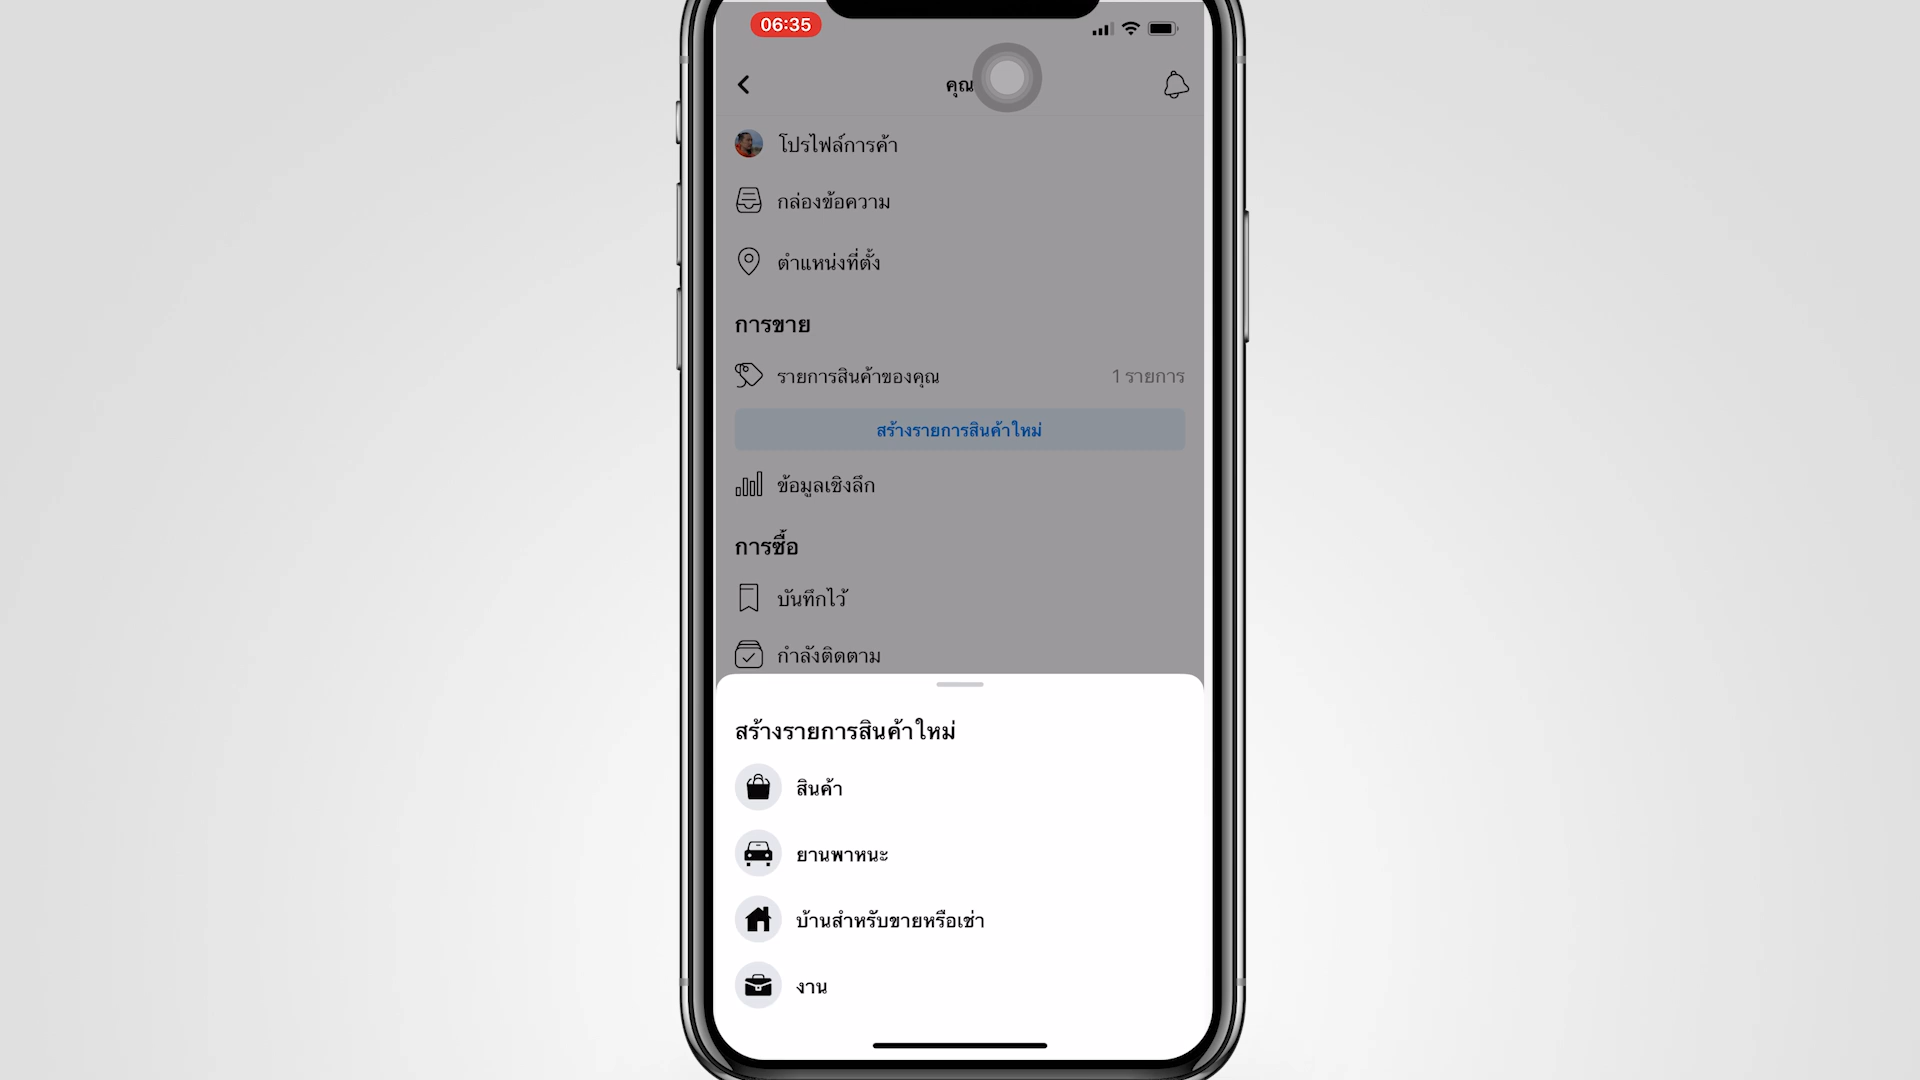 06:35
คุณ
โปรไฟล์การค้า
กล่องข้อความ
ตำแหน่งที่ตั้ง
การขาย
รายการสินค้าของคุณ 1 รายการ
สร้างรายการสินค้าใหม่
ข้อมูลเชิงลึก
การซื้อ
บันทึกไว้
กำลังติดตาม
สร้างรายการสินค้าใหม่
สินค้า
ยานพาหนะ
บ้านสำหรับขายหรือเช่า
งาน